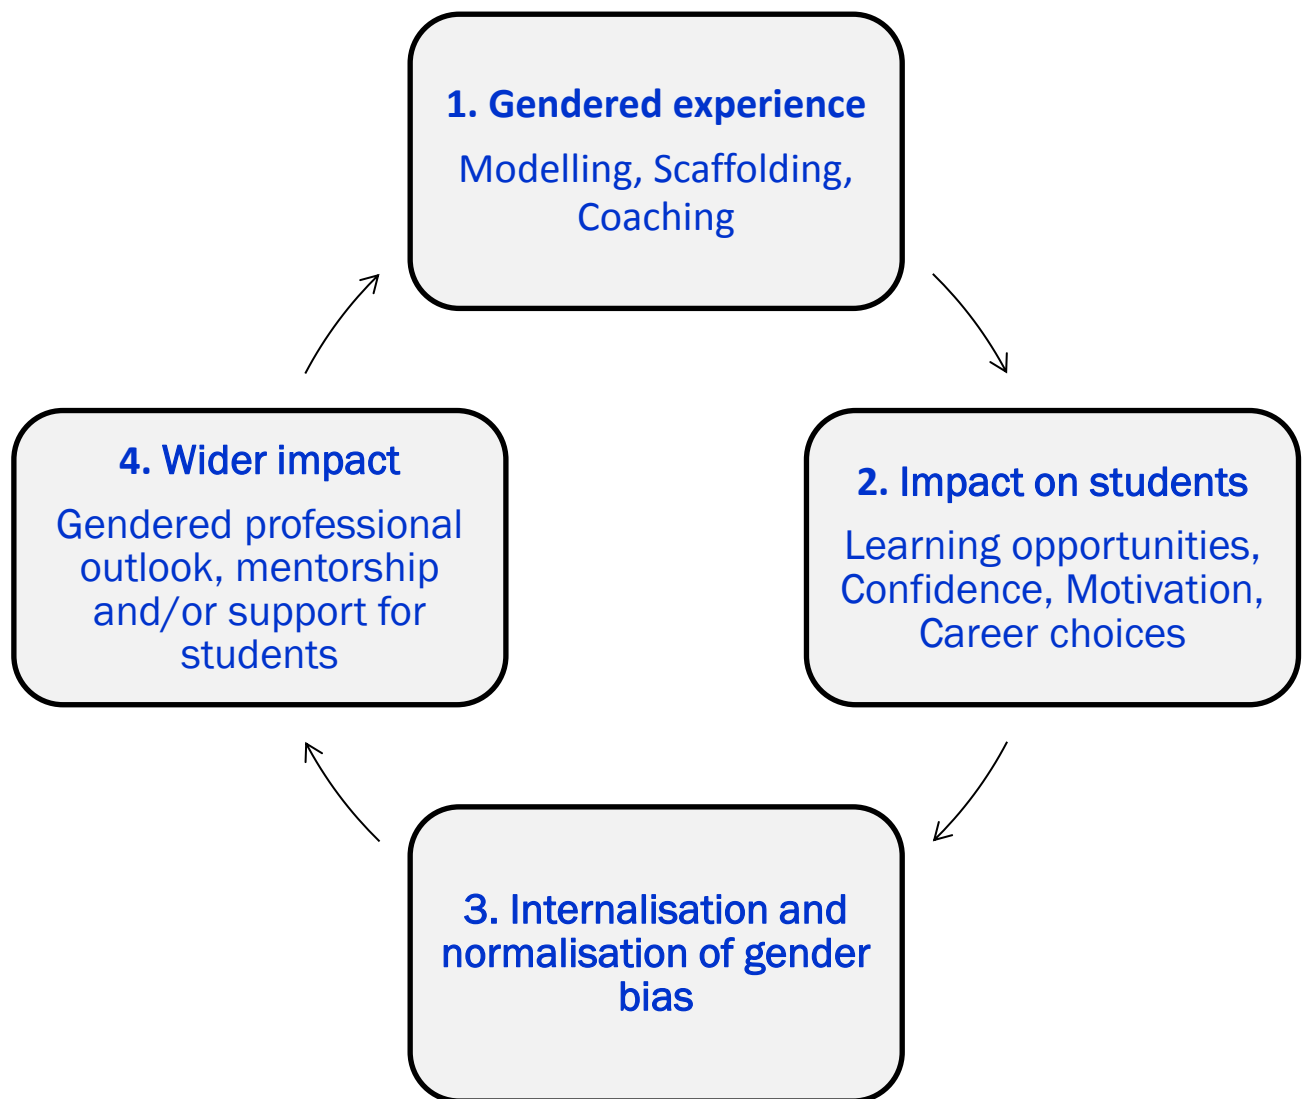 1. Gendered experience
Modelling, Scaffolding,
Coaching
2. Impact on students
Learning opportunities,
Confidence, Motivation,
Career choices
3. Internalisation and
normalisation of gender
bias
4. Wider impact
Gendered professional
outlook, mentorship
and/or support for
students